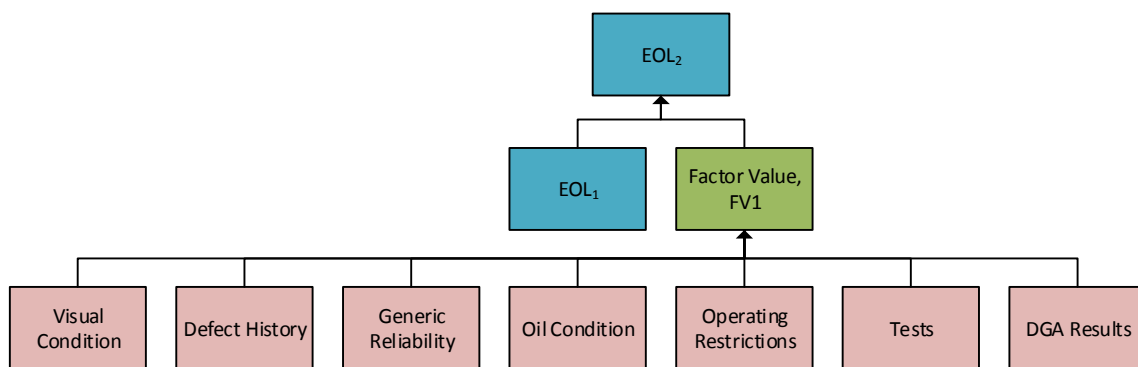 EOL₂
EOL₁
Factor Value,
FV1
Visual
Condition
Defect History
Generic
Reliability
Oil Condition
Operating
Restrictions
Tests
DGA Results